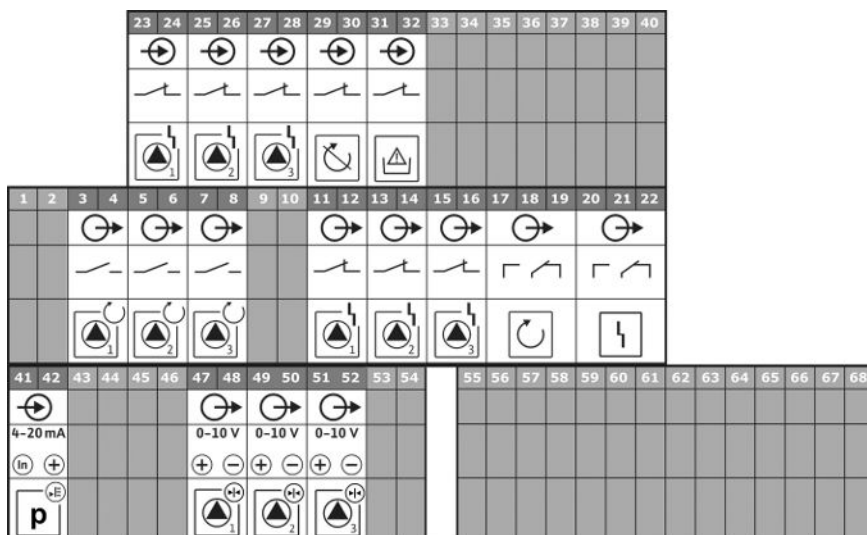 23 24 25 26 27 28 29 30 31 32 33 34 35 36 37 38 39 40
1 2 3
1 2 3 4 5 6 7 8 9 10 11 12 13 14 15 16 17 18 19 20 21 22
1 2 3 1 2 3
41 42 43 44 45 46 47 48 49 50 51 52 53 54 55 56 57 58 59 60 61 62 63 64 65 66 67 68
4-20 mA 0-10 V 0-10 V 0-10 V
In + + − + − + −
E
p 1 2 3